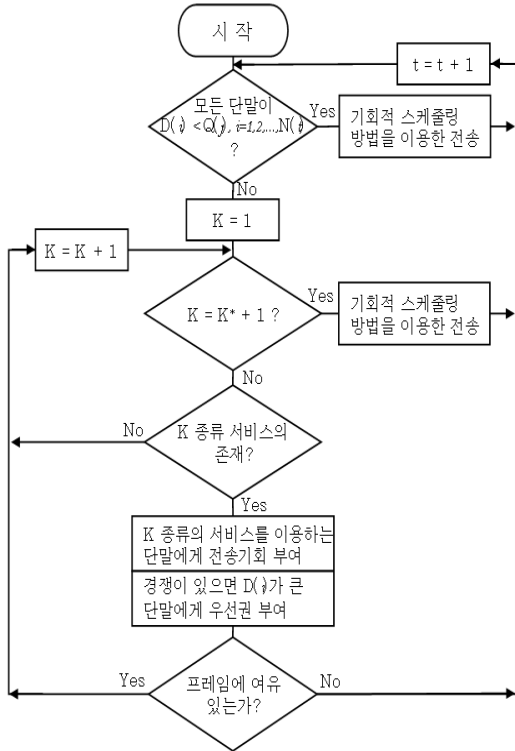 시 작
t = t + 1
모든 단말이
Yes
기회적 스케줄링
방법을 이용한 전송
?
No
K = 1
K = K + 1
K = K* + 1 ?
Yes
기회적 스케줄링
방법을 이용한 전송
No
K 종류 서비스의
존재?
No
Yes
K 종류의 서비스를 이용하는
단말에게 전송기회 부여
경쟁이 있으면 가 큰
단말에게 우선권 부여
프레임에 여유
있는가?
Yes
No